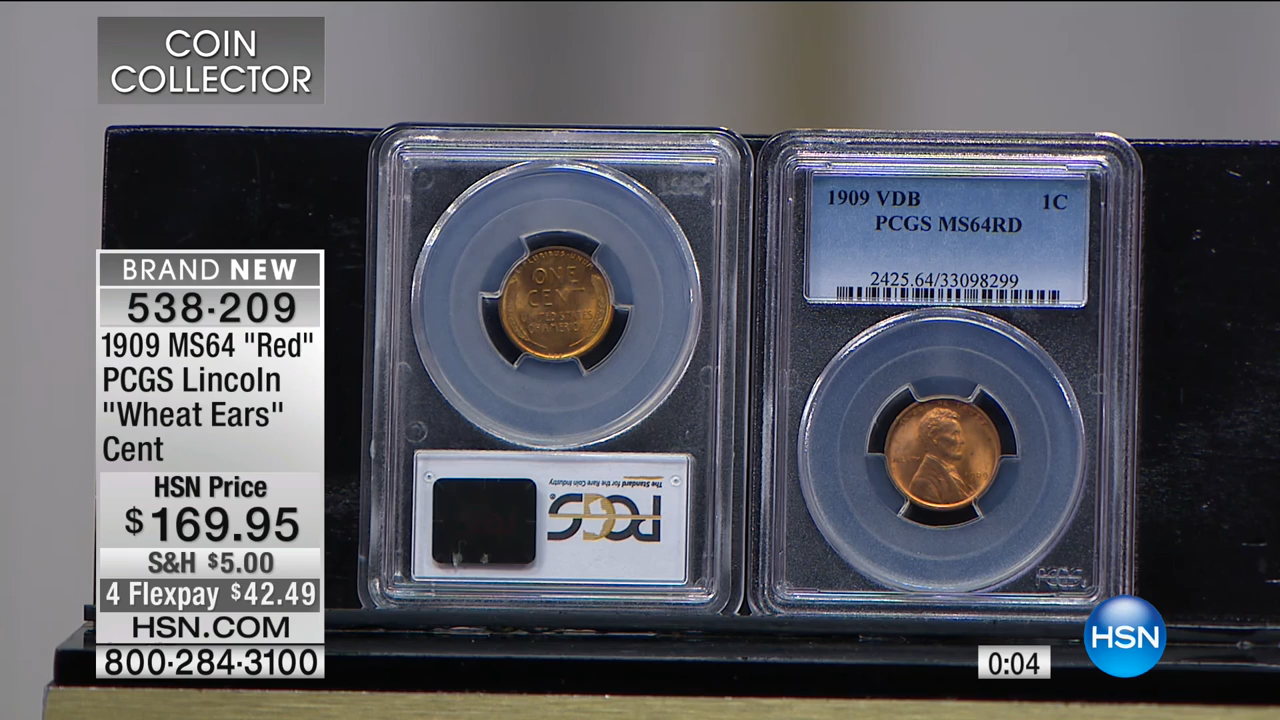 COIN
COLLECTOR
BRAND NEW
538-209
1909 MS64 "Red"
PCGS Lincoln
"Wheat Ears"
Cent
HSN Price
$169.95
S&H $5.00
4 Flexpay $42.49
HSN.COM
800-284-3100
ONE
CENT
UNITED STATES
OF AMERICA
The Standard for the Rare Coin Industry
PCGS®
1909 VDB 1C
PCGS MS64RD
2425.64/33098299
PCGS
0:04
HSN